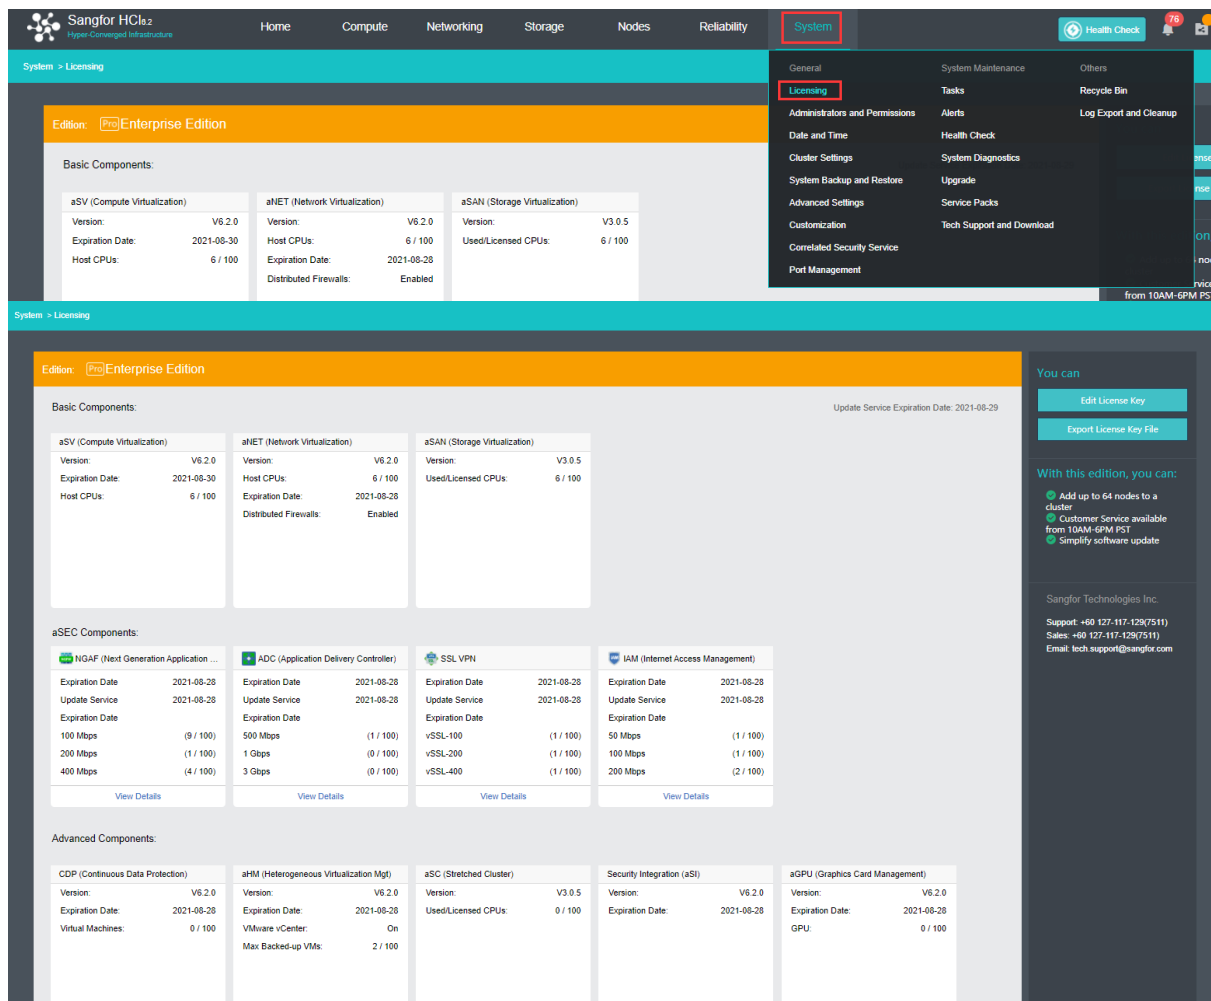 Sangfor HCI6.2
Hyper-Converged Infrastructure
Home Compute Networking Storage Nodes Reliability System
Health Check
76
System > Licensing
General
Licensing
Administrators and Permissions
Date and Time
Cluster Settings
System Backup and Restore
Advanced Settings
Customization
Correlated Security Service
Port Management
System Maintenance
Tasks
Alerts
Health Check
System Diagnostics
Upgrade
Service Packs
Tech Support and Download
Others
Recycle Bin
Log Export and Cleanup
Edition: Pro Enterprise Edition
Basic Components:
aSV (Compute Virtualization)
Version: V6.2.0
Expiration Date: 2021-08-30
Host CPUs: 6 / 100
aNET (Network Virtualization)
Version: V6.2.0
Host CPUs: 6 / 100
Expiration Date: 2021-08-28
Distributed Firewalls: Enabled
aSAN (Storage Virtualization)
Version: V3.0.5
Used/Licensed CPUs: 6 / 100
from 10AM-6PM PS
System > Licensing
Edition: Pro Enterprise Edition
Basic Components:
Update Service Expiration Date: 2021-08-29
aSV (Compute Virtualization)
Version: V6.2.0
Expiration Date: 2021-08-30
Host CPUs: 6 / 100
aNET (Network Virtualization)
Version: V6.2.0
Host CPUs: 6 / 100
Expiration Date: 2021-08-28
Distributed Firewalls: Enabled
aSAN (Storage Virtualization)
Version: V3.0.5
Used/Licensed CPUs: 6 / 100
aSEC Components:
NGAF (Next Generation Application ...
Expiration Date 2021-08-28
Update Service 2021-08-28
Expiration Date
100 Mbps (9 / 100)
200 Mbps (1 / 100)
400 Mbps (4 / 100)
View Details
ADC (Application Delivery Controller)
Expiration Date 2021-08-28
Update Service 2021-08-28
Expiration Date
500 Mbps (1 / 100)
1 Gbps (0 / 100)
3 Gbps (0 / 100)
View Details
SSL VPN
Expiration Date 2021-08-28
Update Service 2021-08-28
Expiration Date
vSSL-100 (1 / 100)
vSSL-200 (1 / 100)
vSSL-400 (1 / 100)
View Details
IAM (Internet Access Management)
Expiration Date 2021-08-28
Update Service 2021-08-28
Expiration Date
50 Mbps (1 / 100)
100 Mbps (1 / 100)
200 Mbps (2 / 100)
View Details
Advanced Components:
CDP (Continuous Data Protection)
Version: V6.2.0
Expiration Date: 2021-08-28
Virtual Machines: 0 / 100
aHM (Heterogeneous Virtualization Mgt)
Version: V6.2.0
Expiration Date: 2021-08-28
VMware vCenter: On
Max Backed-up VMs: 2 / 100
aSC (Stretched Cluster)
Version: V3.0.5
Used/Licensed CPUs: 0 / 100
Security Integration (aSI)
Version: V6.2.0
Expiration Date: 2021-08-28
aGPU (Graphics Card Management)
Version: V6.2.0
Expiration Date: 2021-08-28
GPU: 0 / 100
You can
Edit License Key
Export License Key File
With this edition, you can:
Add up to 64 nodes to a
cluster
Customer Service available
from 10AM-6PM PST
Simplify software update
Sangfor Technologies Inc.
Support: +60 127-117-129(7511)
Sales: +60 127-117-129(7511)
Email: tech.support@sangfor.com